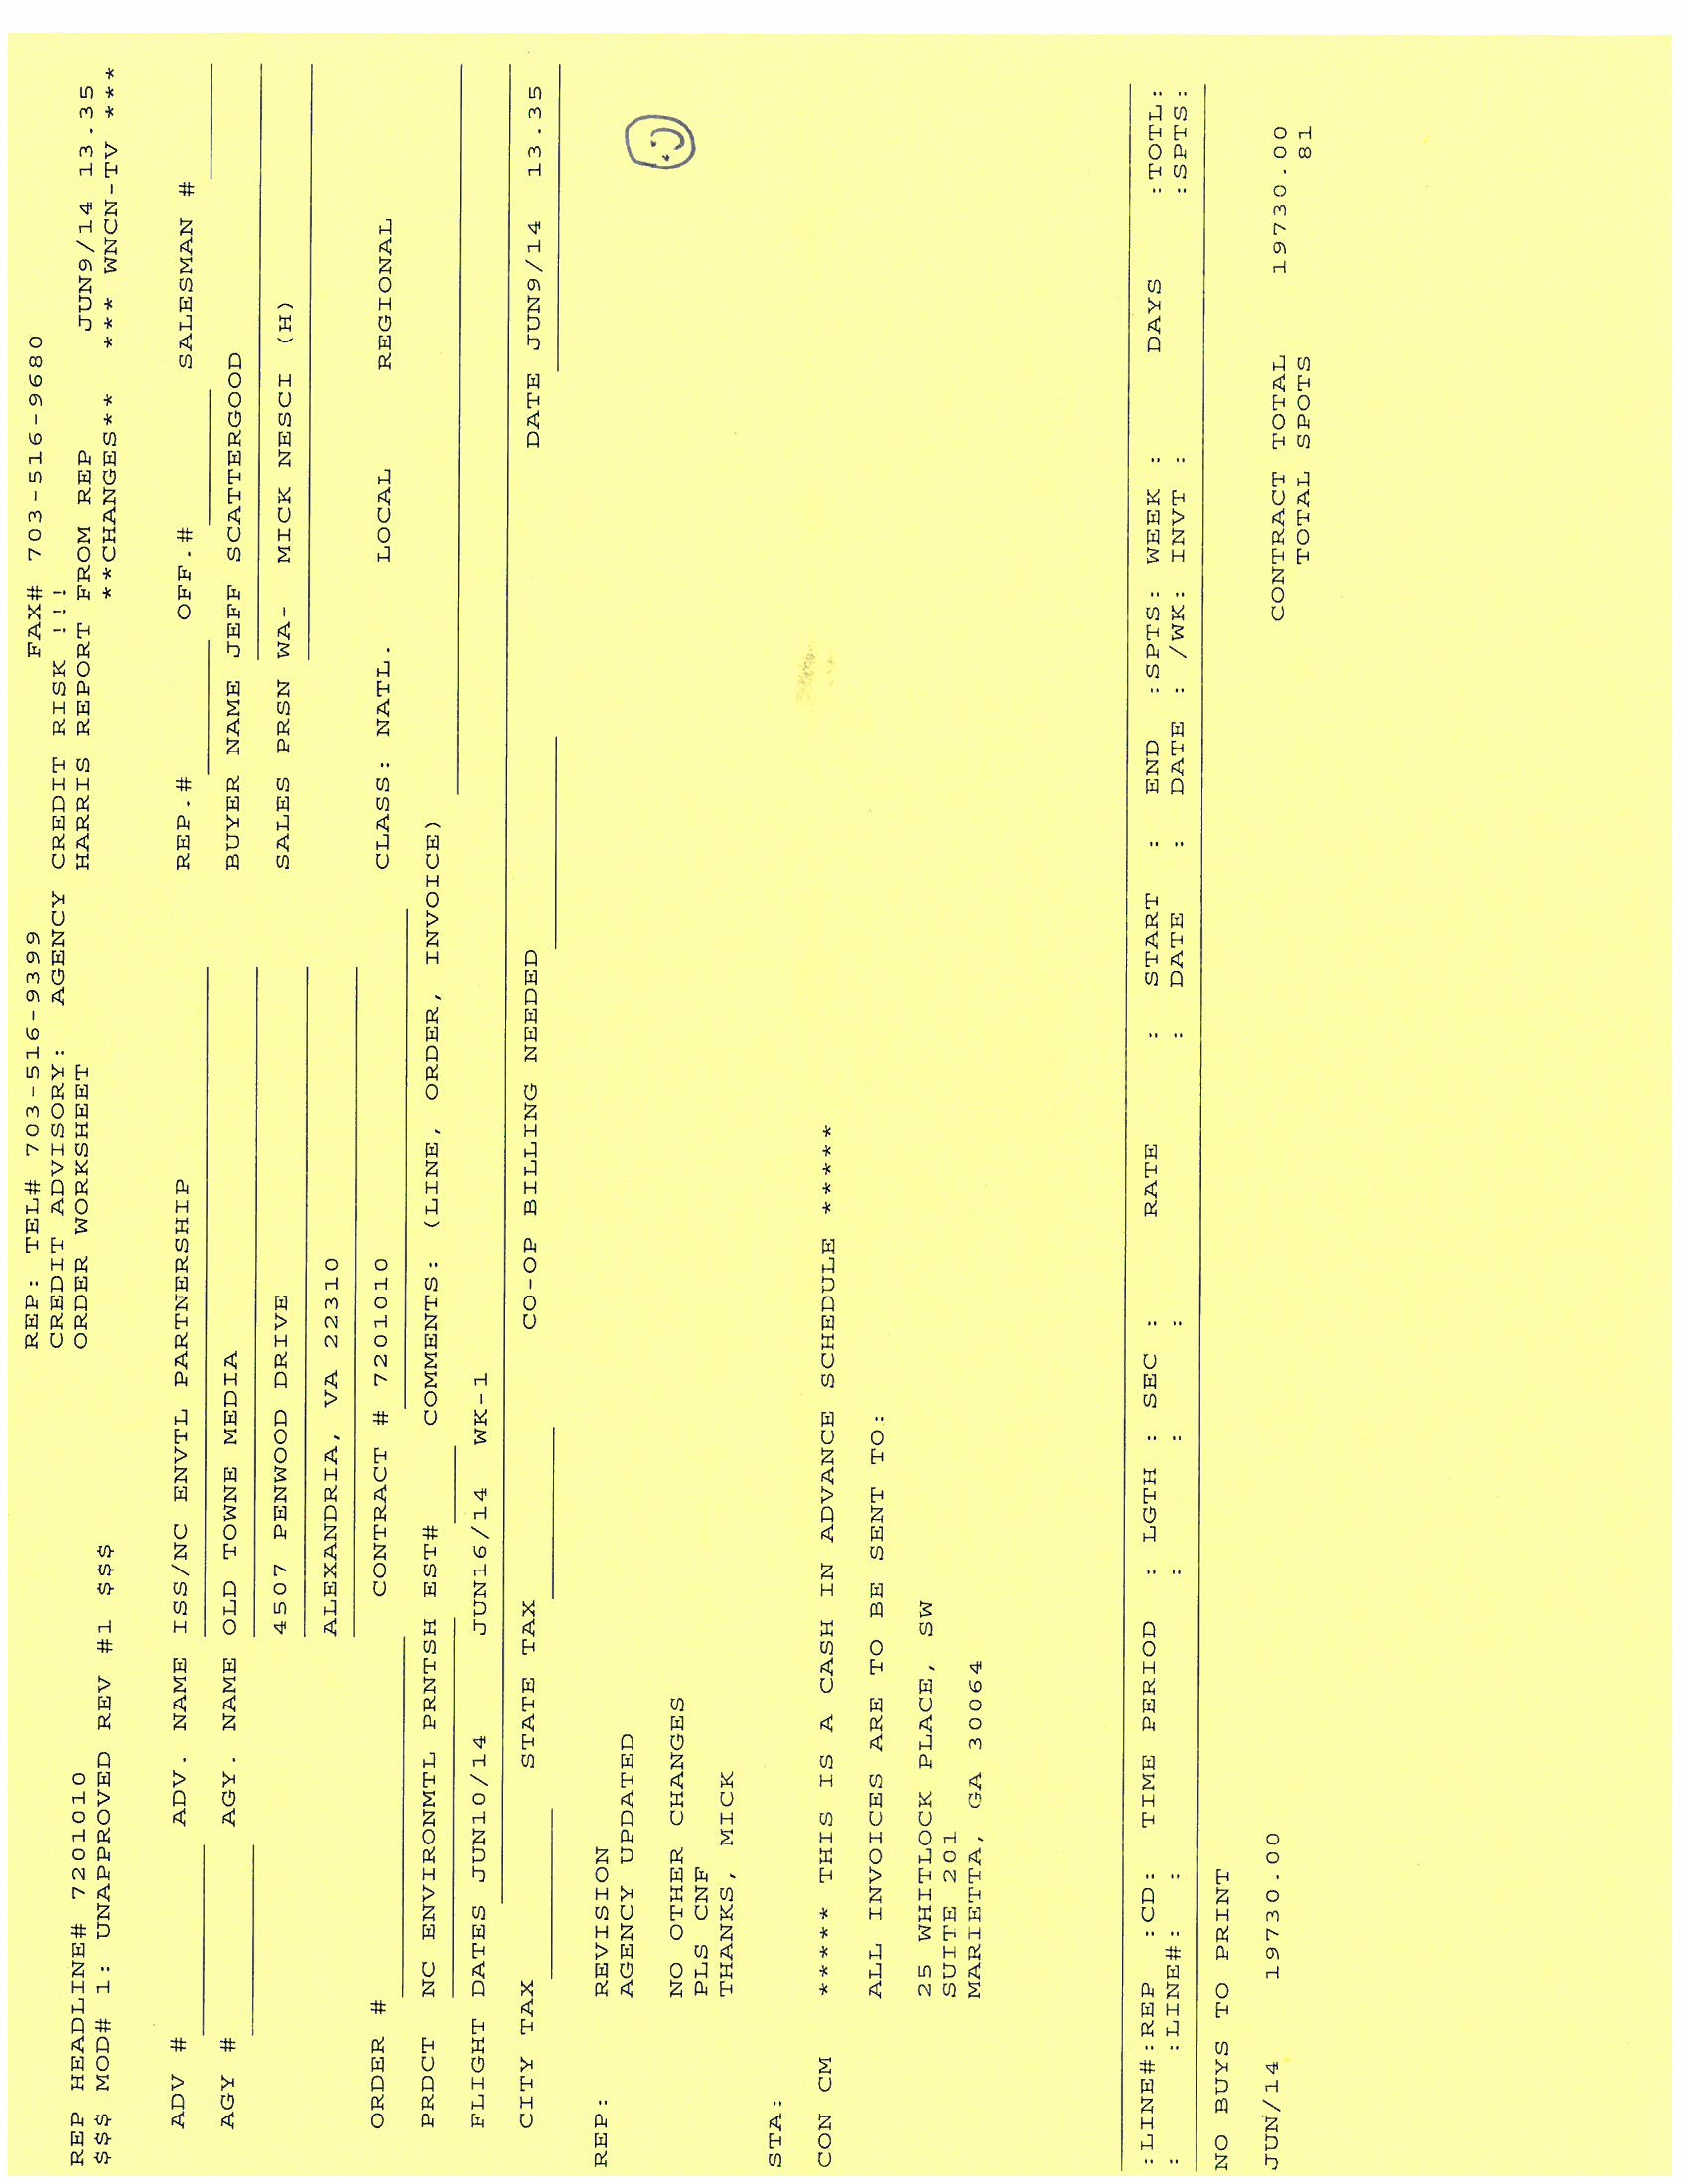 REP: TEL# 703-516-9399 FAX# 703-516-9680
CREDIT ADVISORY: AGENCY CREDIT RISK !!!
REP HEADLINE# 7201010 ORDER WORKSHEET HARRIS REPORT FROM REP JUN9/14 13.35
$$$ MOD# 1: UNAPPROVED REV #1 $$$ **CHANGES** *** WNCN-TV ***
ADV # ADV. NAME ISS/NC ENVTL PARTNERSHIP REP.# OFF.# SALESMAN #
AGY # AGY. NAME OLD TOWNE MEDIA BUYER NAME JEFF SCATTERGOOD
4507 PENWOOD DRIVE SALES PRSN WA- MICK NESCI (H)
ALEXANDRIA, VA 22310
ORDER # CONTRACT # 7201010 CLASS: NATL. LOCAL REGIONAL
PRDCT NC ENVIRONMTL PRNTSH EST# COMMENTS: (LINE, ORDER, INVOICE)
FLIGHT DATES JUN10/14 JUN16/14 WK-1
CITY TAX STATE TAX CO-OP BILLING NEEDED DATE JUN9/14 13.35
REP: REVISION
AGENCY UPDATED
NO OTHER CHANGES
PLS CNF
THANKS, MICK
STA:
CON CM ***** THIS IS A CASH IN ADVANCE SCHEDULE *****
ALL INVOICES ARE TO BE SENT TO:
25 WHITLOCK PLACE, SW
SUITE 201
MARIETTA, GA 30064
:LINE#:REP :CD: TIME PERIOD : LGTH : SEC : RATE : START : END :SPTS: WEEK : DAYS :TOTL:
: :LINE#: : : : : : DATE : DATE : /WK: INVT : :SPTS:
NO BUYS TO PRINT
JUN/14 19730.00 CONTRACT TOTAL 19730.00
TOTAL SPOTS 81